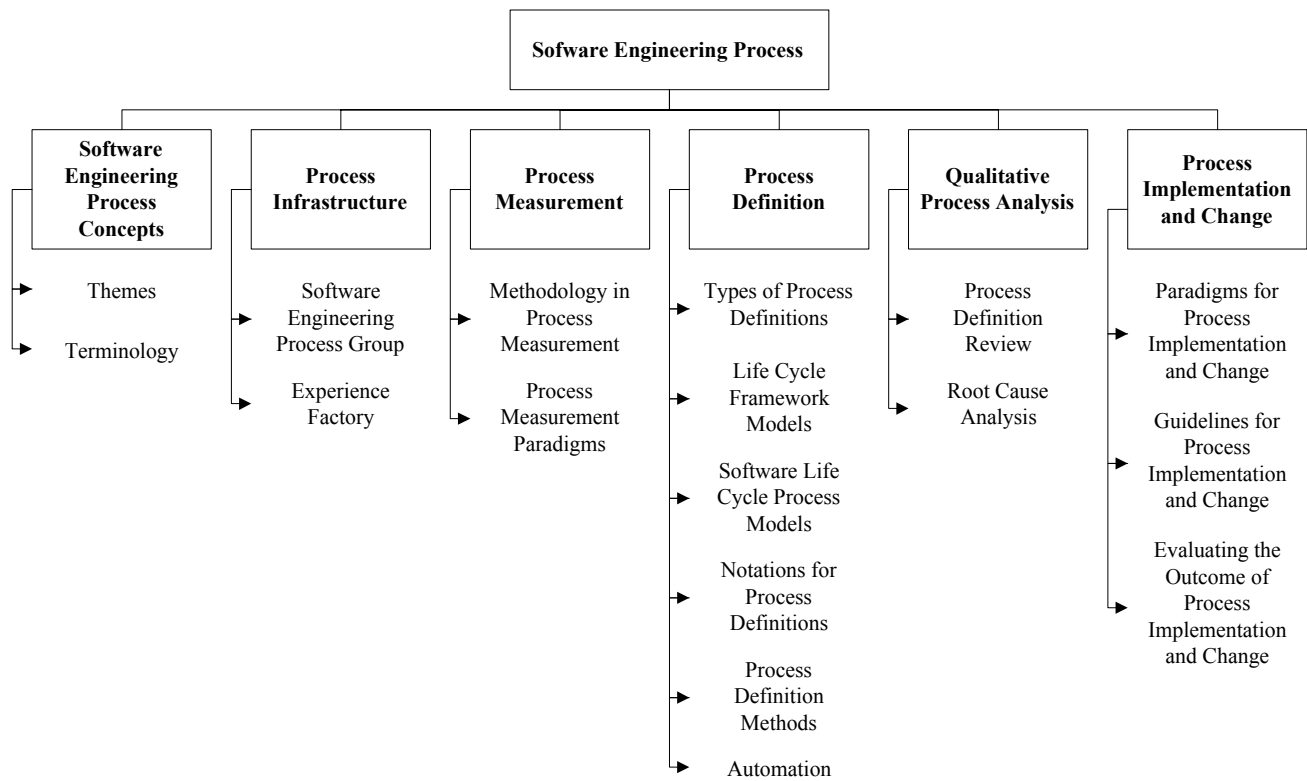 Sofware Engineering Process
Software
Engineering
Process
Concepts
Themes
Terminology
Process
Infrastructure
Software
Engineering
Process Group
Experience
Factory
Process
Measurement
Methodology in
Process
Measurement
Process
Measurement
Paradigms
Process
Definition
Types of Process
Definitions
Life Cycle
Framework
Models
Software Life
Cycle Process
Models
Notations for
Process
Definitions
Process
Definition
Methods
Automation
Qualitative
Process Analysis
Process
Definition
Review
Root Cause
Analysis
Process
Implementation
and Change
Paradigms for
Process
Implementation
and Change
Guidelines for
Process
Implementation
and Change
Evaluating the
Outcome of
Process
Implementation
and Change